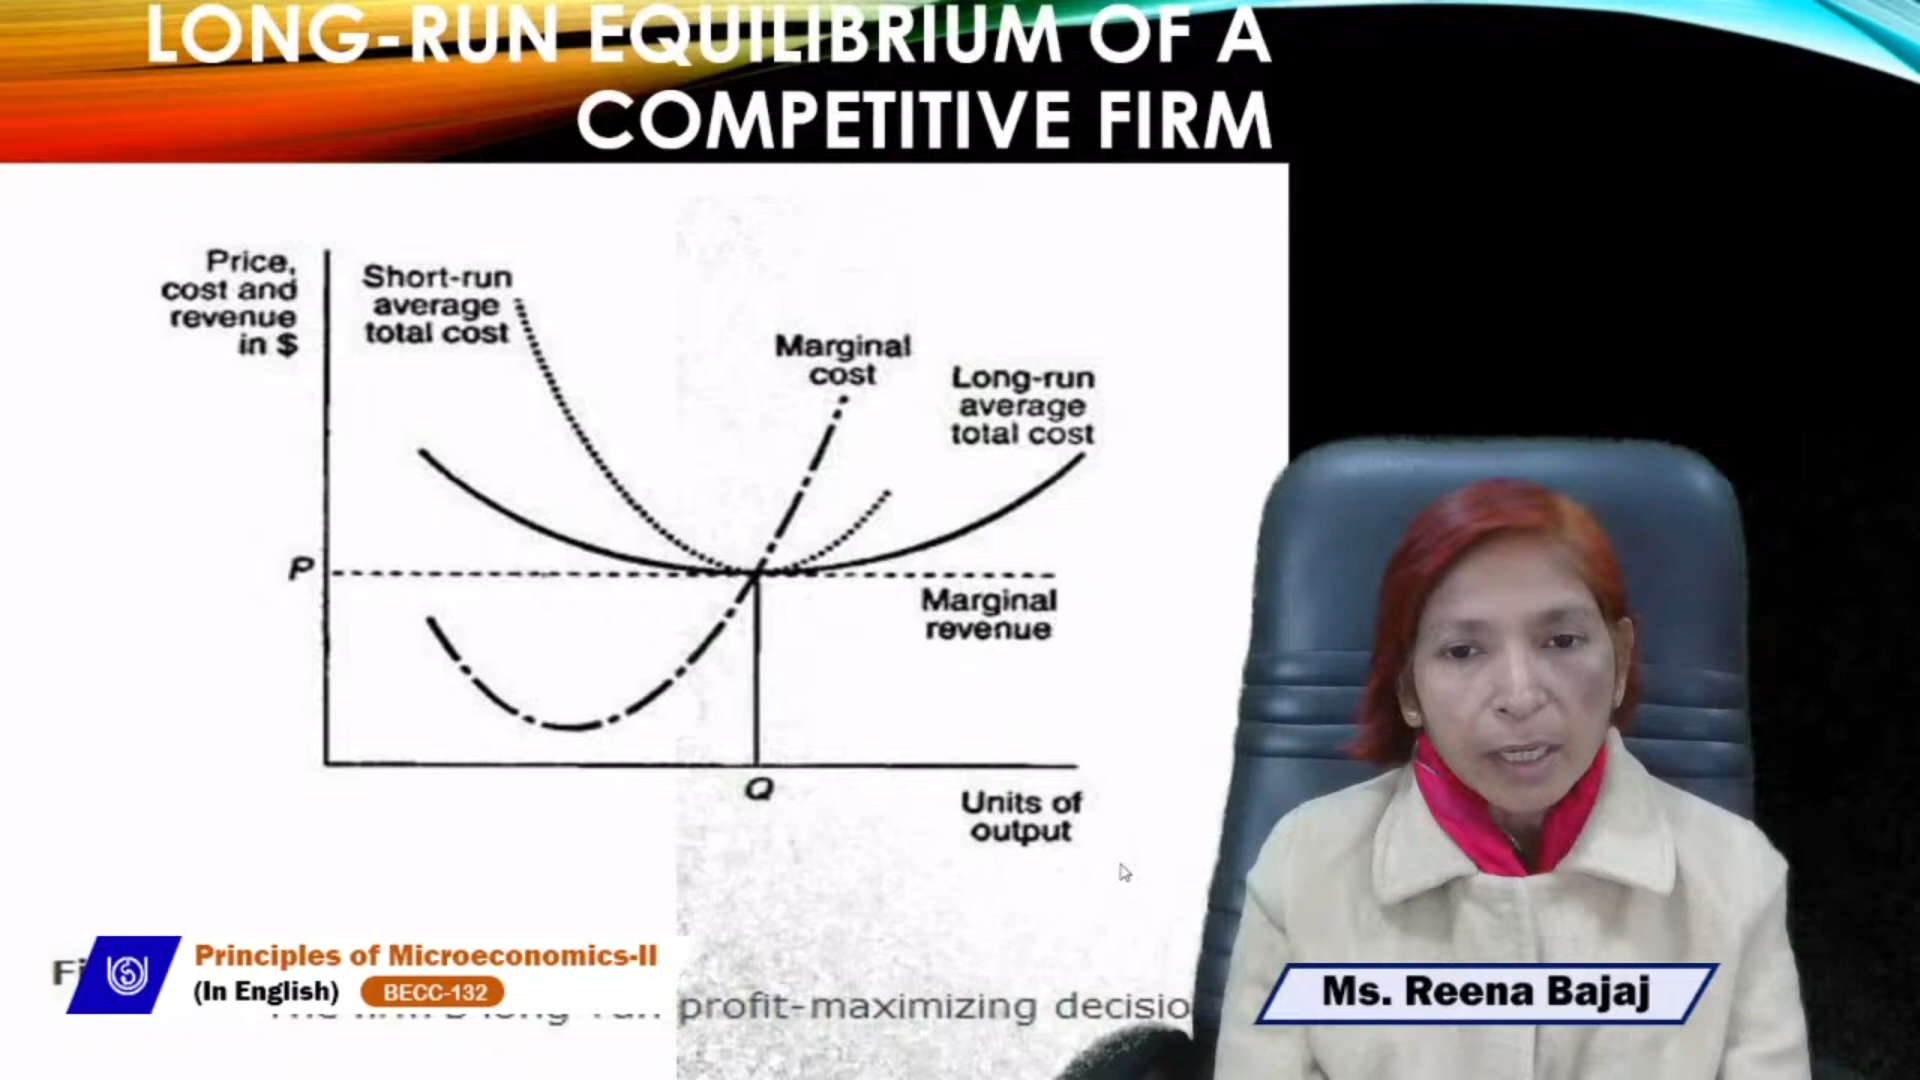 LONG-RUN EQUILIBRIUM OF A
COMPETITIVE FIRM
Price,
cost and
revenue
in $
Short-run
average
total cost
Marginal
cost
Long-run
average
total cost
P
Marginal
revenue
Q
Units of
output
Principles of Microeconomics-II
(In English) BECC-132
profit-maximizing decisio
Ms. Reena Bajaj